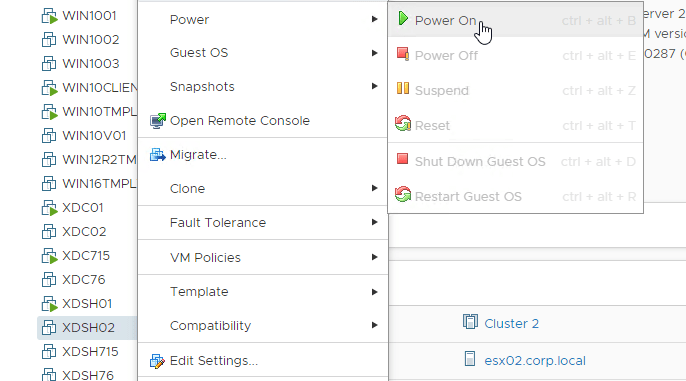 WIN1001
WIN1002
WIN1003
WIN10CLIEN
WIN10TMPL
WIN10V01
WIN12R2TM
WIN16TMPL
XDC01
XDC02
XDC715
XDC76
XDSH01
XDSH02
XDSH715
XDSH76
Power
Guest OS
Snapshots
Open Remote Console
Migrate...
Clone
Fault Tolerance
VM Policies
Template
Compatibility
Edit Settings...
Power On ctrl + alt + B
Power Off ctrl + alt + E
Suspend ctrl + alt + Z
Reset ctrl + alt + T
Shut Down Guest OS ctrl + alt + D
Restart Guest OS ctrl + alt + R
erver 2
M versio
0287 (
Cluster 2
esx02.corp.local